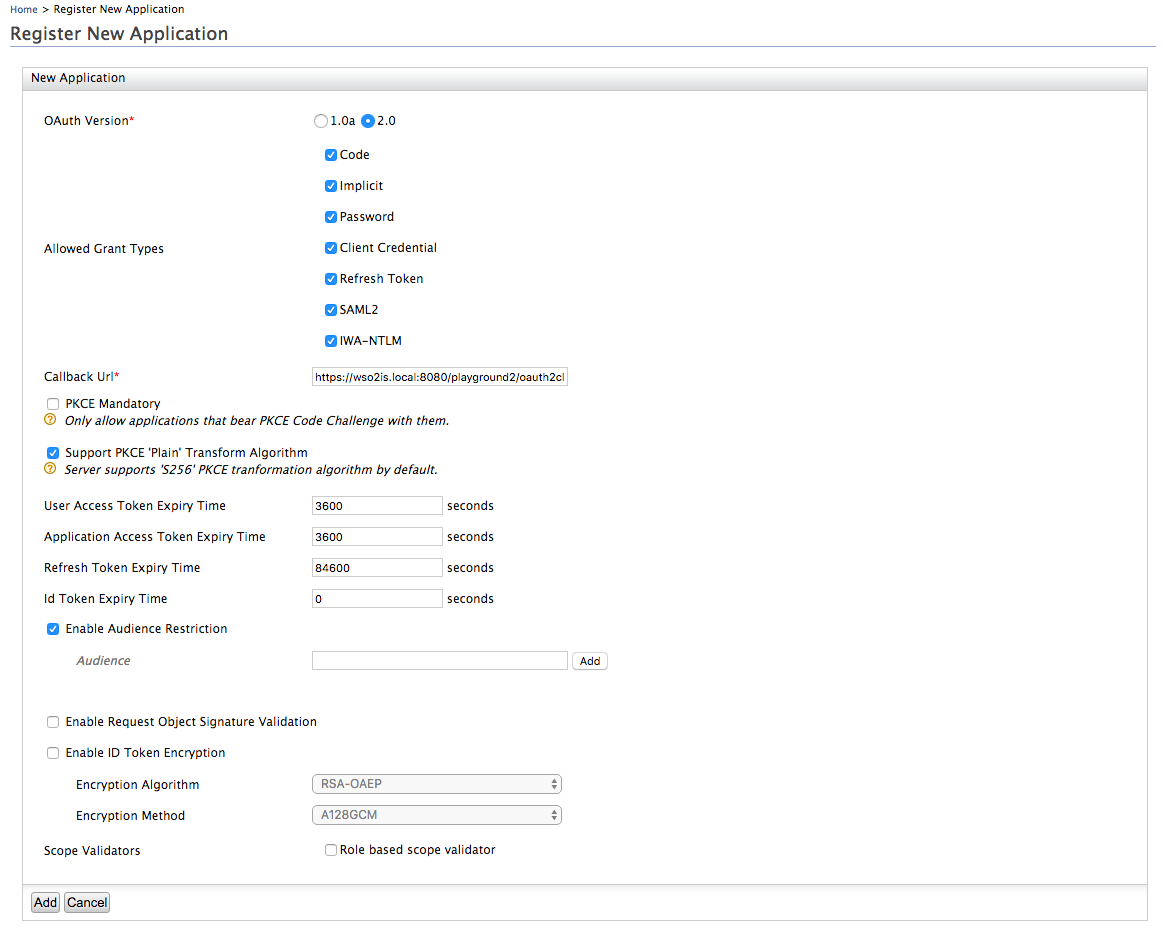 Home > Register New Application
Register New Application
New Application
OAuth Version*
1.0a 2.0
Code
Implicit
Password
Allowed Grant Types
Client Credential
Refresh Token
SAML2
IWA-NTLM
Callback Url*
https://wso2is.local:8080/playground2/oauth2cl
PKCE Mandatory
? Only allow applications that bear PKCE Code Challenge with them.
Support PKCE 'Plain' Transform Algorithm
? Server supports 'S256' PKCE tranformation algorithm by default.
User Access Token Expiry Time 3600 seconds
Application Access Token Expiry Time 3600 seconds
Refresh Token Expiry Time 84600 seconds
Id Token Expiry Time 0 seconds
Enable Audience Restriction
Audience Add
Enable Request Object Signature Validation
Enable ID Token Encryption
Encryption Algorithm RSA-OAEP
Encryption Method A128GCM
Scope Validators Role based scope validator
Add Cancel